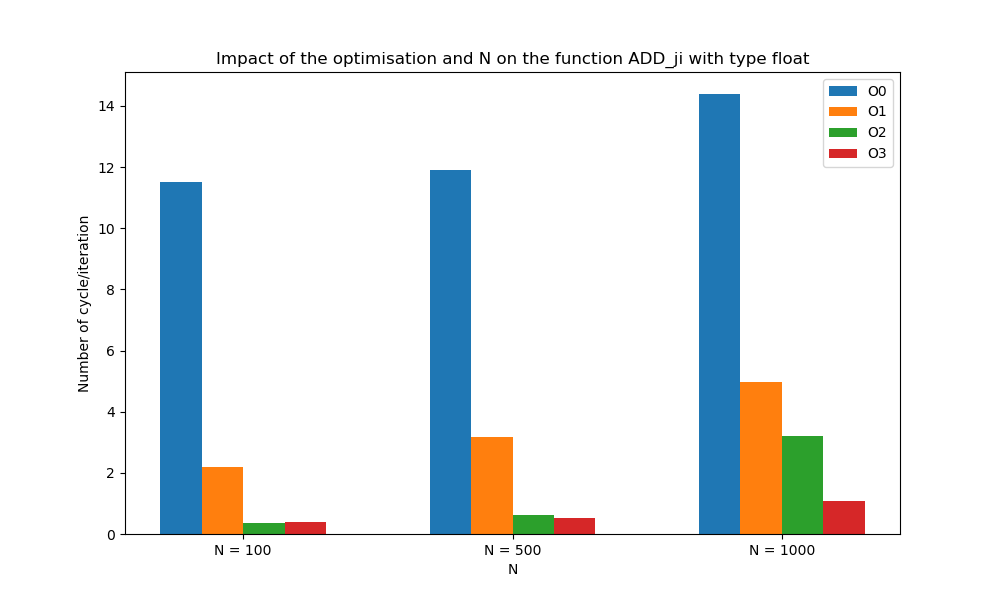 Impact of the optimisation and N on the function ADD_ji with type float
O0
O1
O2
O3
Number of cycle/iteration
14
12
10
8
6
4
2
0
N = 100
N = 500
N = 1000
N